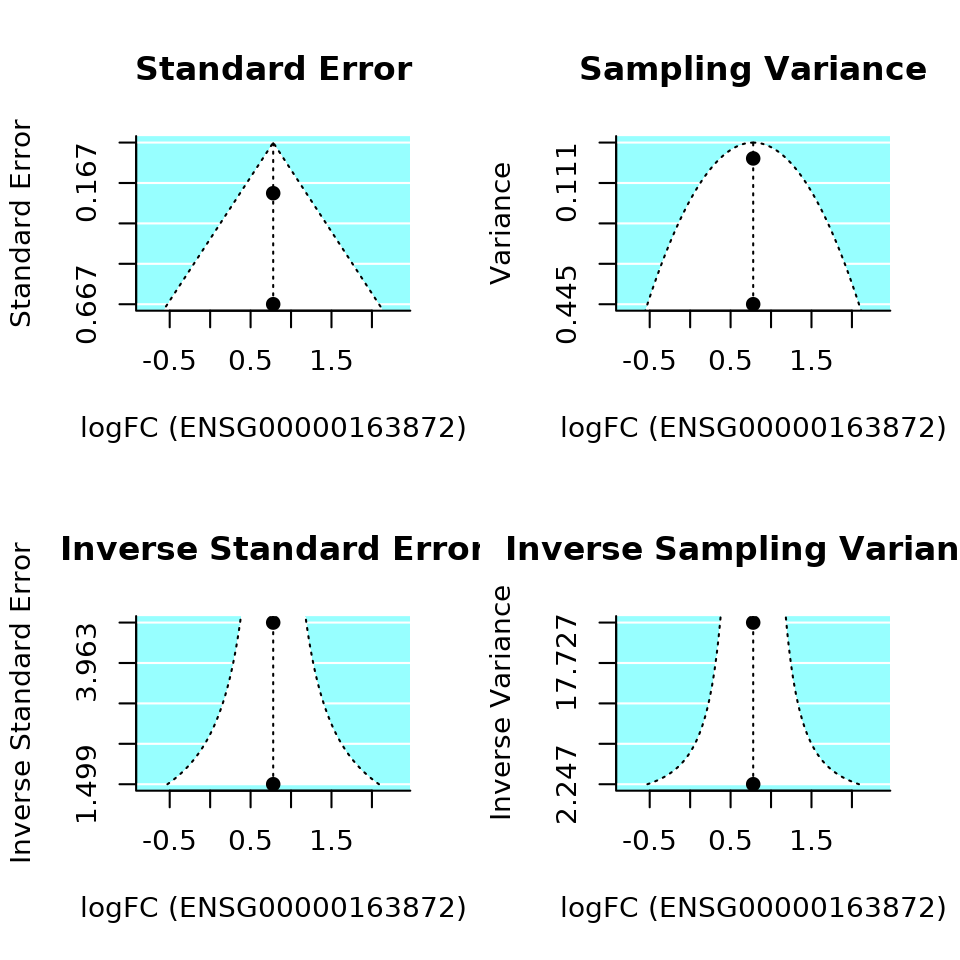 Standard Error
Standard Error
0.167
0.667
-0.5 0.5 1.5
logFC (ENSG00000163872)
Sampling Variance
Variance
0.111
0.445
-0.5 0.5 1.5
logFC (ENSG00000163872)
Inverse Standard Error
Inverse Standard Error
3.963
1.499
-0.5 0.5 1.5
logFC (ENSG00000163872)
Inverse Sampling Varian
Inverse Variance
17.727
2.247
-0.5 0.5 1.5
logFC (ENSG00000163872)